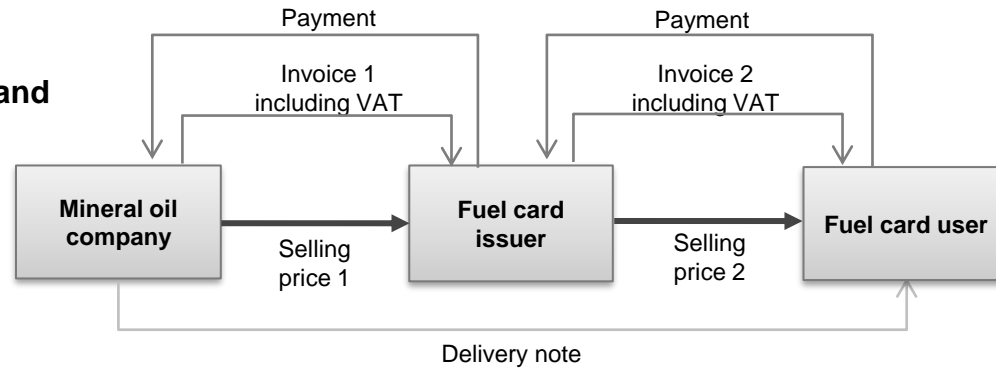 Payment
Payment
and
Invoice 1
including VAT
Invoice 2
including VAT
Mineral oil
company
Fuel card
issuer
Fuel card user
Selling
price 1
Selling
price 2
Delivery note